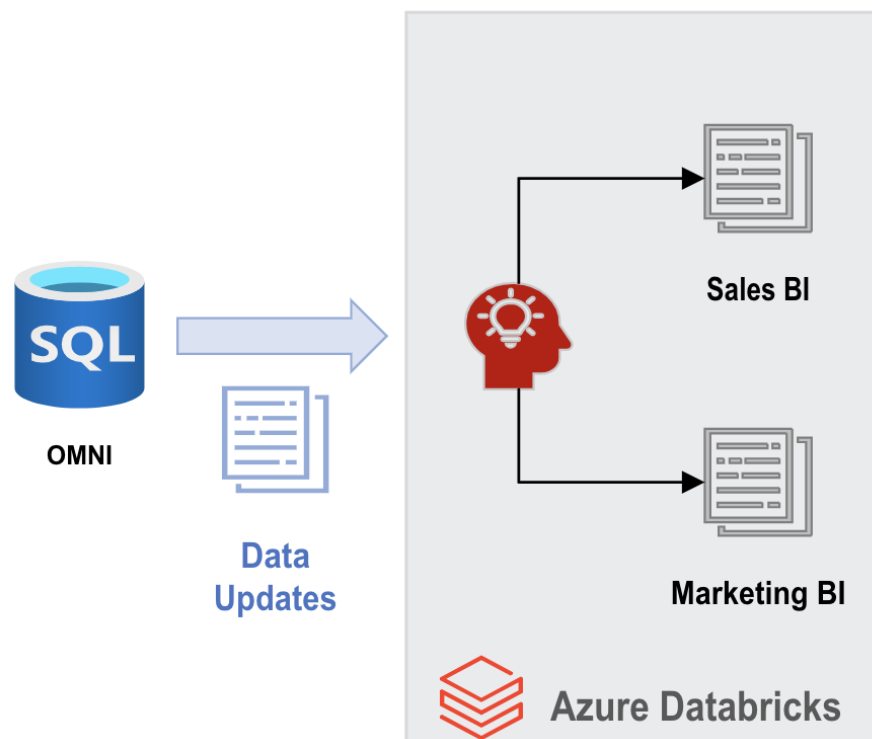 SQL
OMNI
Data
Updates
Sales BI
Marketing BI
Azure Databricks